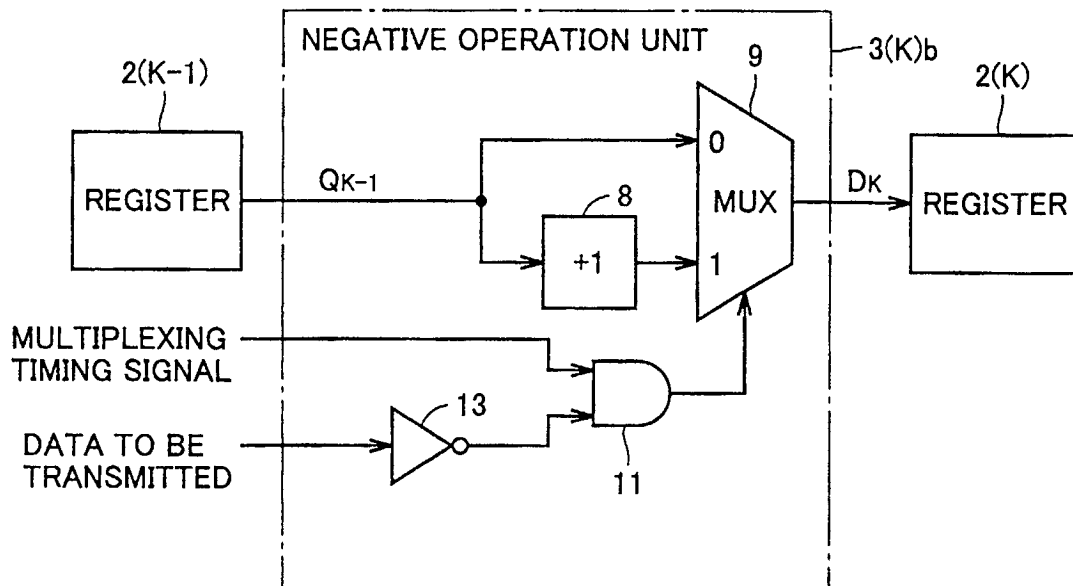 NEGATIVE OPERATION UNIT
3(K)b
2(K-1)
9
2(K)
REGISTER
QK-1
0
MUX
DK
REGISTER
8
+1
1
MULTIPLEXING
TIMING SIGNAL
13
DATA TO BE
TRANSMITTED
11